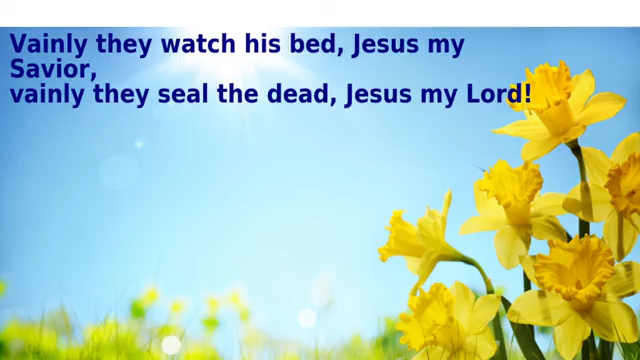 Vainly they watch his bed, Jesus my
Savior,
vainly they seal the dead, Jesus my Lord!